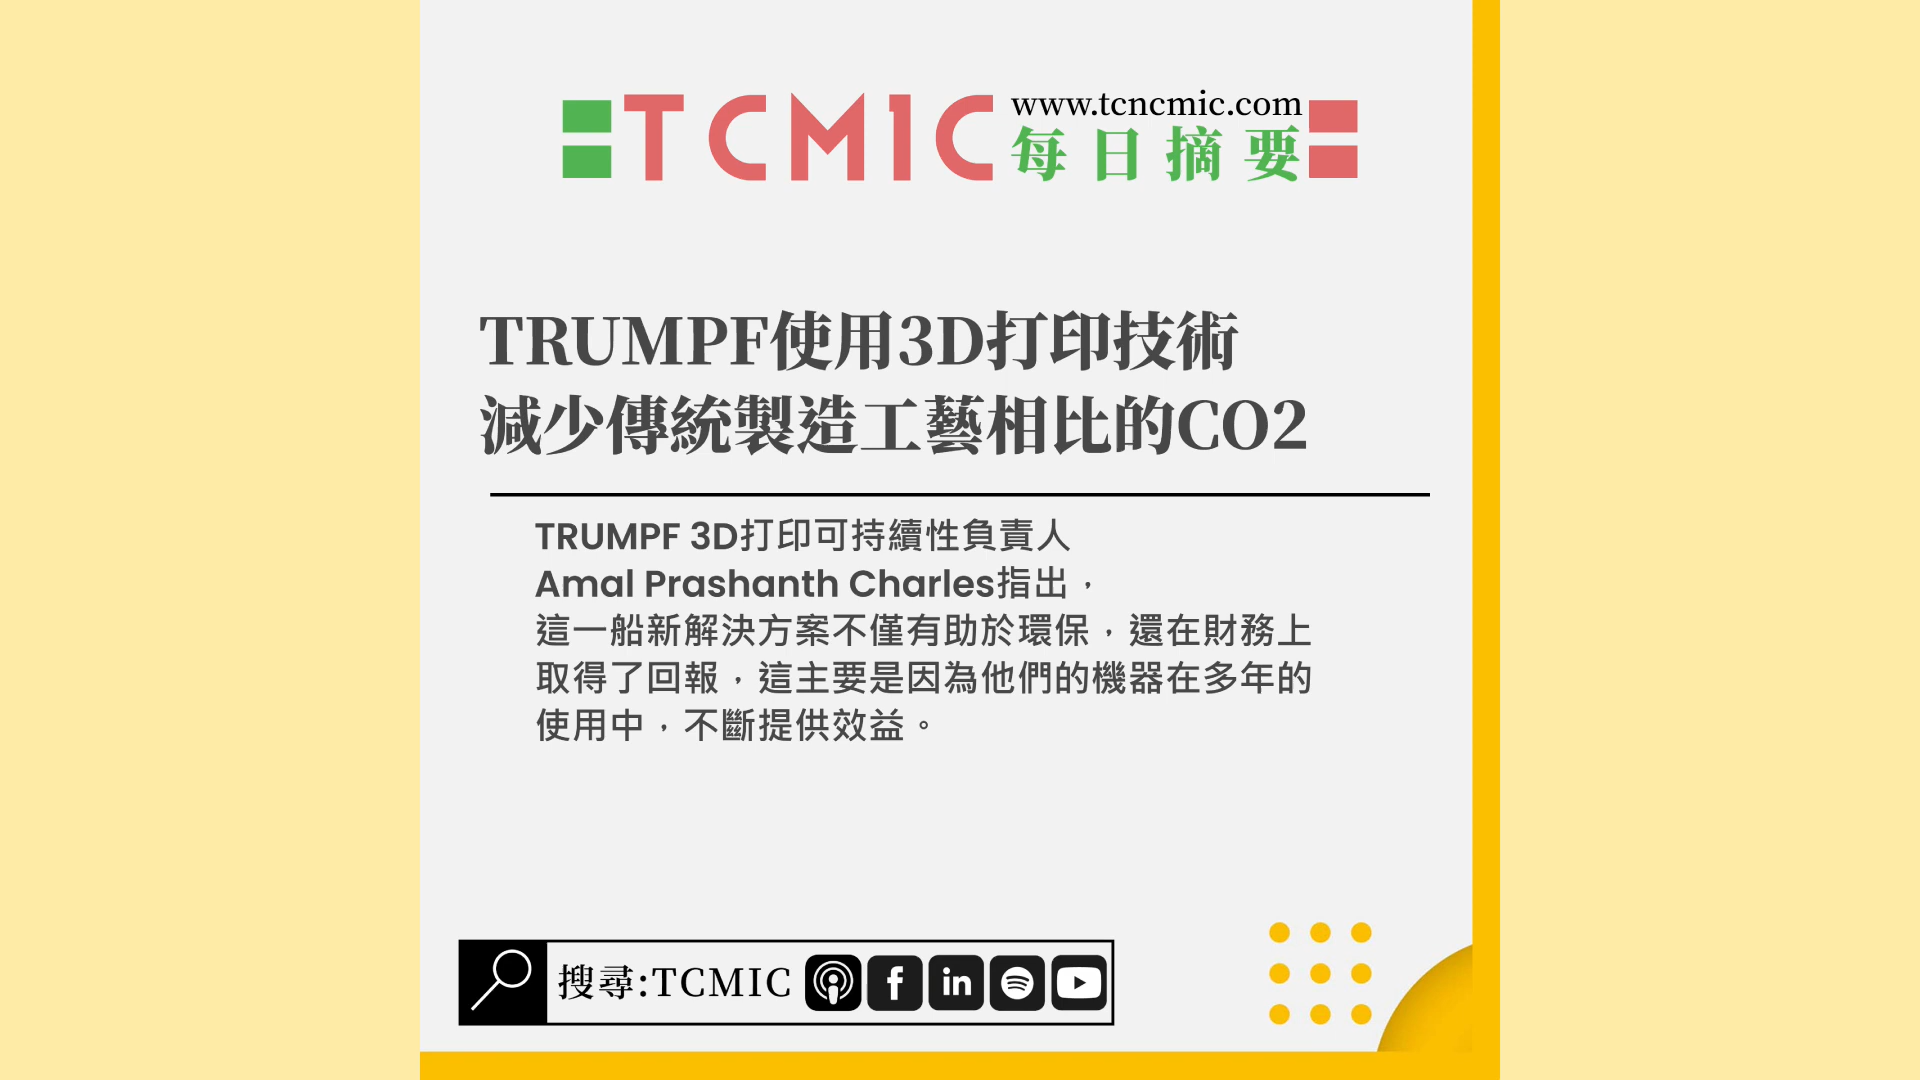 TCMIC
www.tcncmic.com
每日摘要
TRUMPF使用3D打印技術
減少傳統製造工藝相比的CO2
TRUMPF 3D打印可持續性負責人
Amal Prashanth Charles指出，
這一船新解決方案不僅有助於環保，還在財務上
取得了回報，這主要是因為他們的機器在多年的
使用中，不斷提供效益。
搜尋:TCMIC